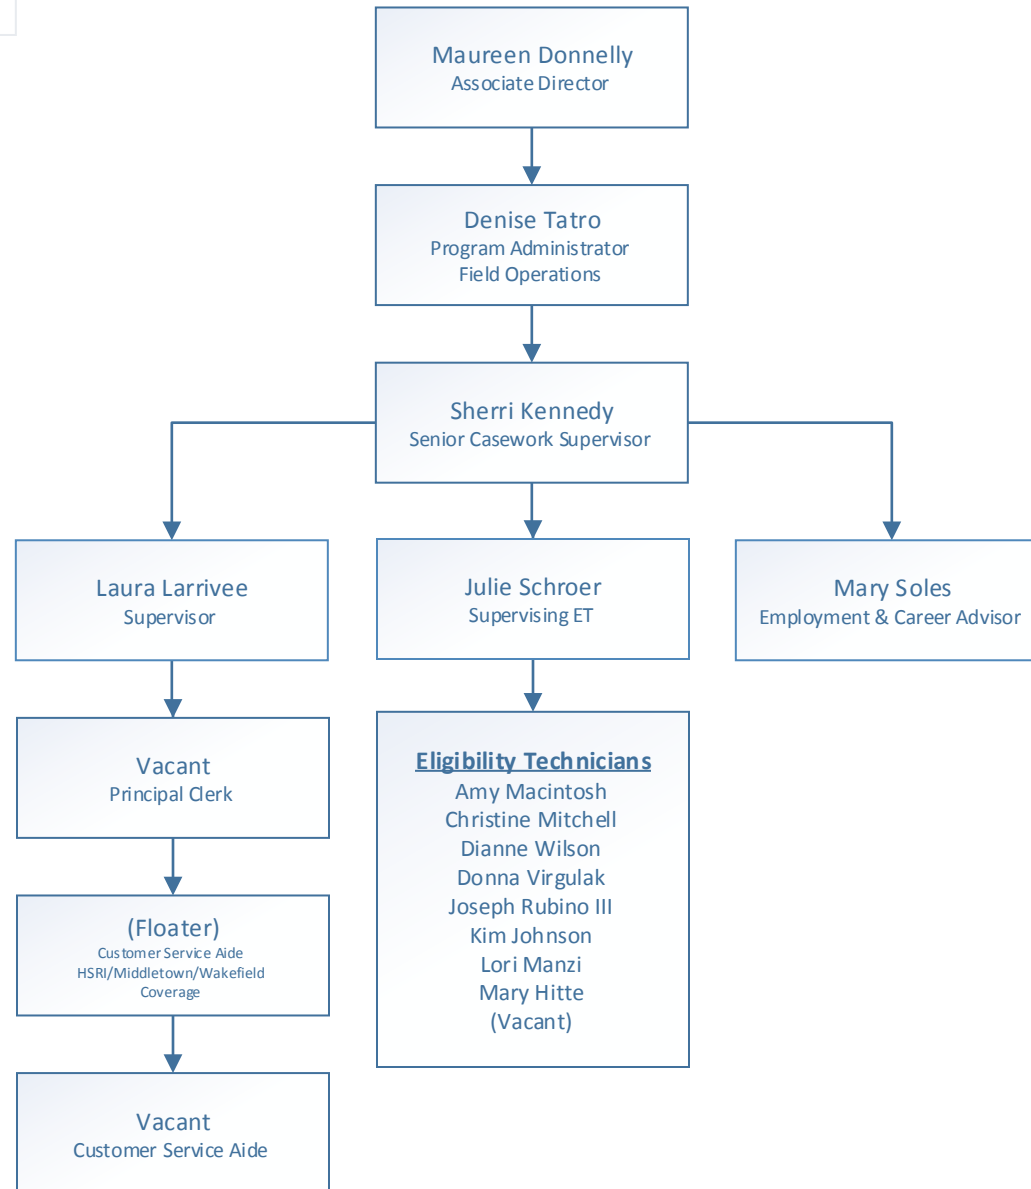 Maureen Donnelly
Associate Director
Denise Tatro
Program Administrator
Field Operations
Sherri Kennedy
Senior Casework Supervisor
Laura Larrivee
Supervisor
Julie Schroer
Supervising ET
Mary Soles
Employment & Career Advisor
Vacant
Principal Clerk
(Floater)
Customer Service Aide
HSRI/Middletown/Wakefield
Coverage
Vacant
Customer Service Aide
Eligibility Technicians
Amy Macintosh
Christine Mitchell
Dianne Wilson
Donna Virgulak
Joseph Rubino III
Kim Johnson
Lori Manzi
Mary Hitte
(Vacant)